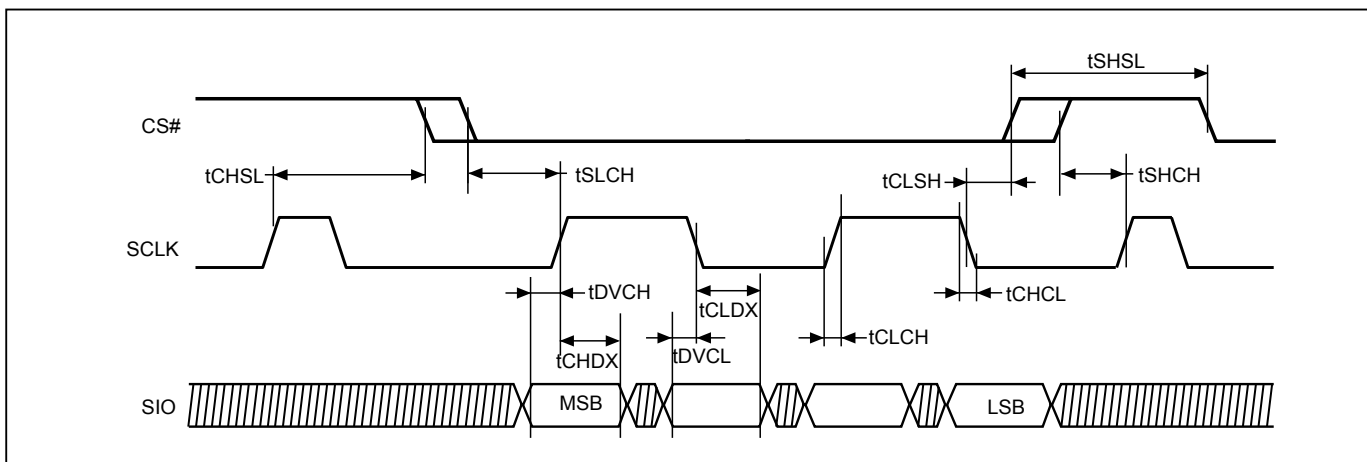 tSHSL
CS#
tCHSL
tSLCH
tCLSH
tSHCH
SCLK
tDVCH
tCLDX
tCHCL
tCHDX
tDVCL
tCLCH
SIO
MSB
LSB